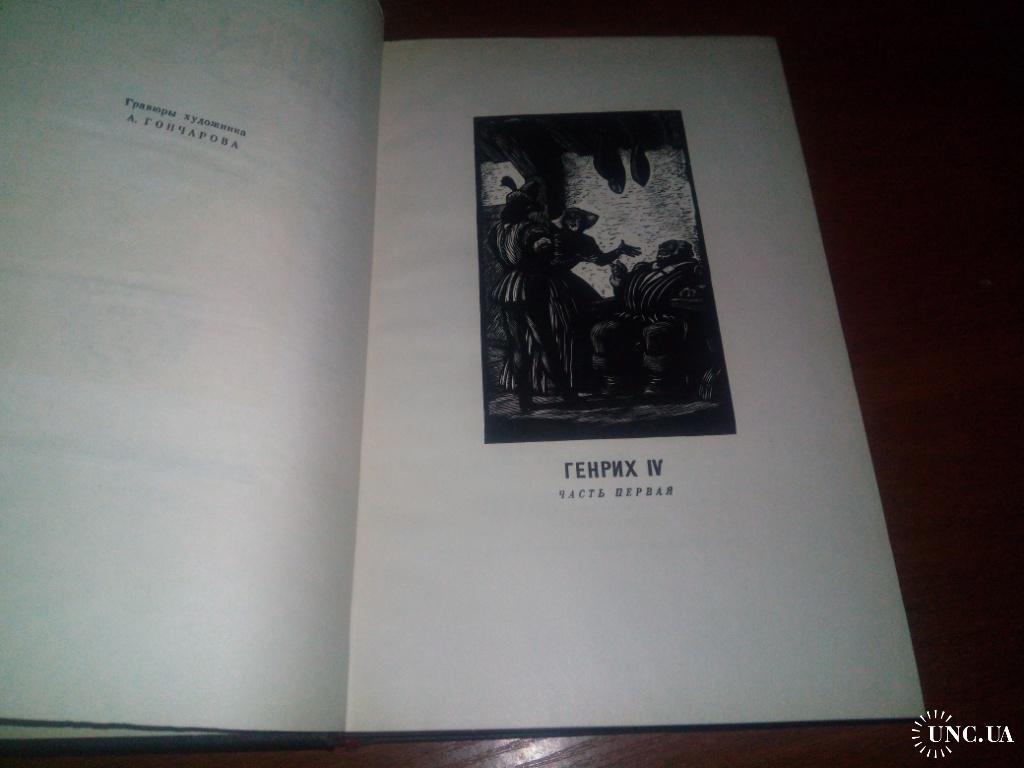 Гравюры художника
А. ГОНЧАРОВА
ГЕНРИХ IV
ЧАСТЬ ПЕРВАЯ
UNC.UA